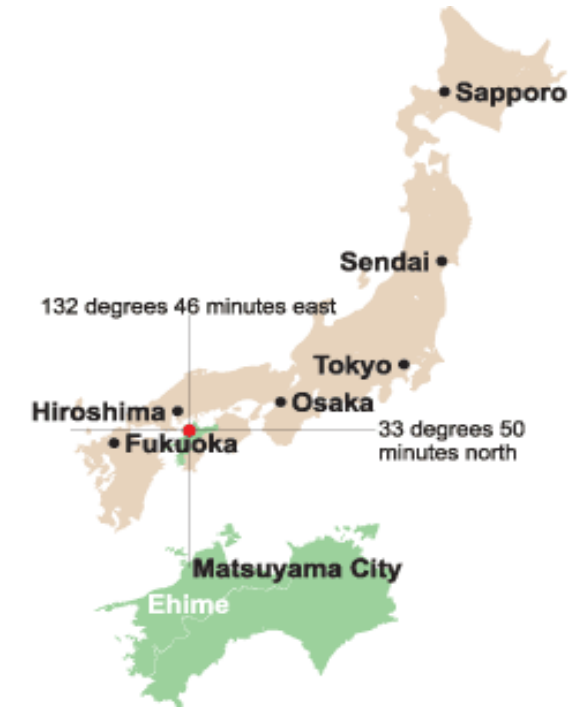 Sapporo
Sendai
132 degrees 46 minutes east
Tokyo
Osaka
Hiroshima
33 degrees 50
minutes north
Fukuoka
Matsuyama City
Ehime